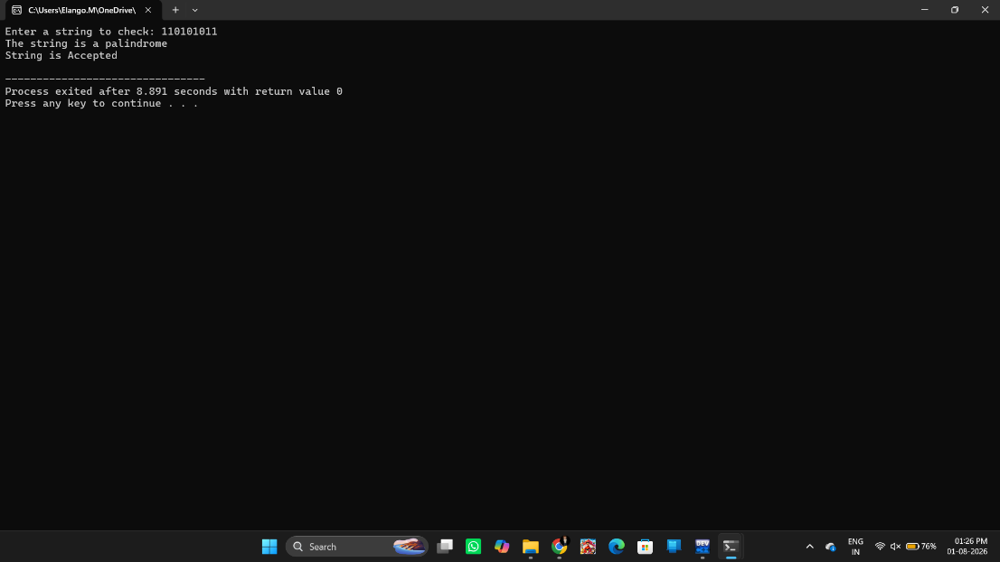 C:\Users\Elango.M\OneDrive\
Enter a string to check: 110101011
The string is a palindrome
String is Accepted
--------------------------------
Process exited after 8.891 seconds with return value 0
Press any key to continue . . .
Search
DEV
ENG
IN
76%
01:26 PM
01-08-2026